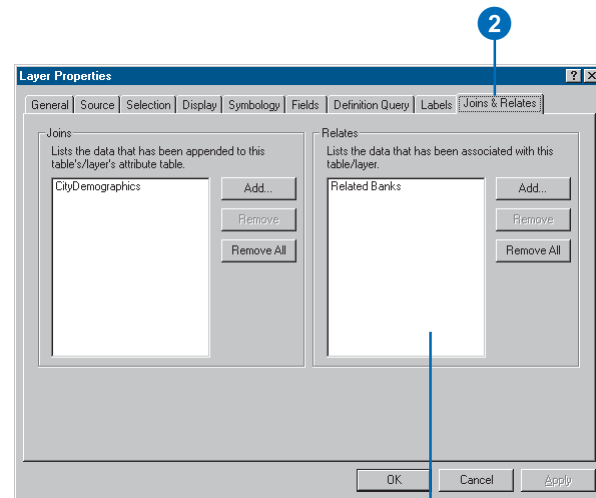 2
Layer Properties
General Source Selection Display Symbology Fields Definition Query Labels Joins & Relates
Joins
Lists the data that has been appended to this
table's/layer's attribute table.
CityDemographics
Add...
Remove
Remove All
Relates
Lists the data that has been associated with this
table/layer.
Related Banks
Add...
Remove
Remove All
OK Cancel Apply